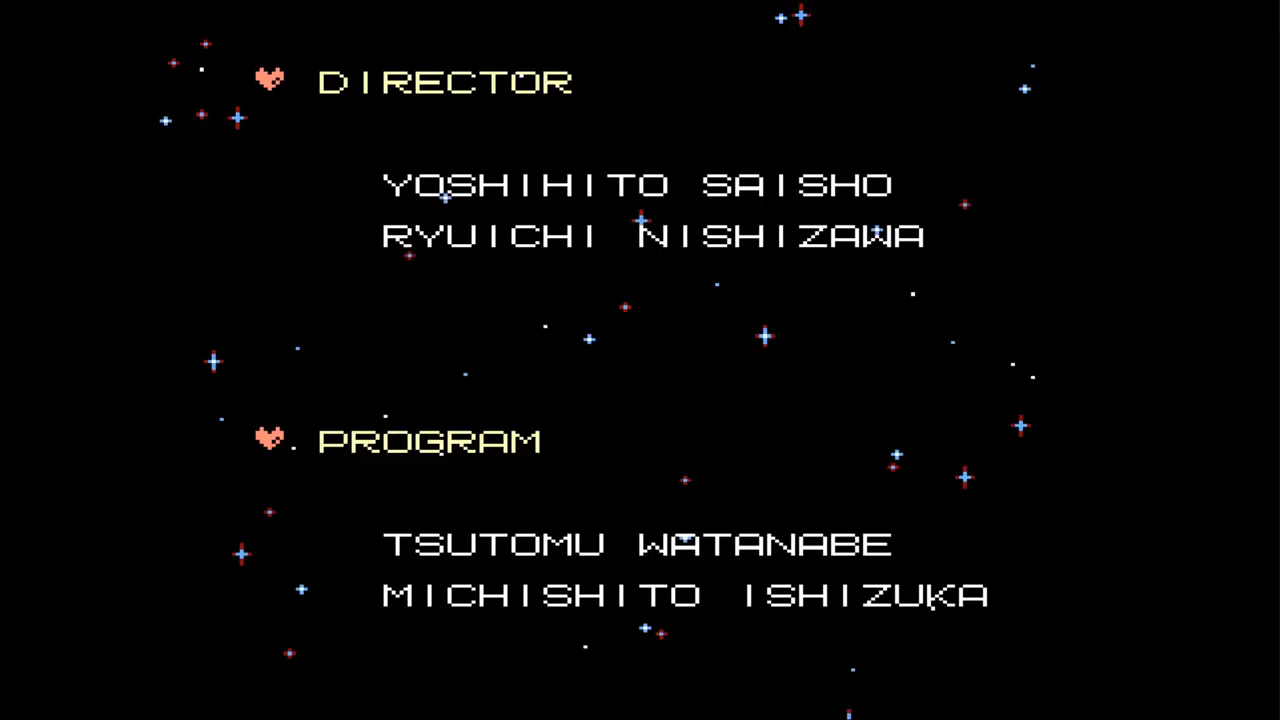 DIRECTOR
YOSHIHITO SAISHO
RYUICHI NISHIZAWA
PROGRAM
TSUTOMU WATANABE
MICHISHITO ISHIZUKA